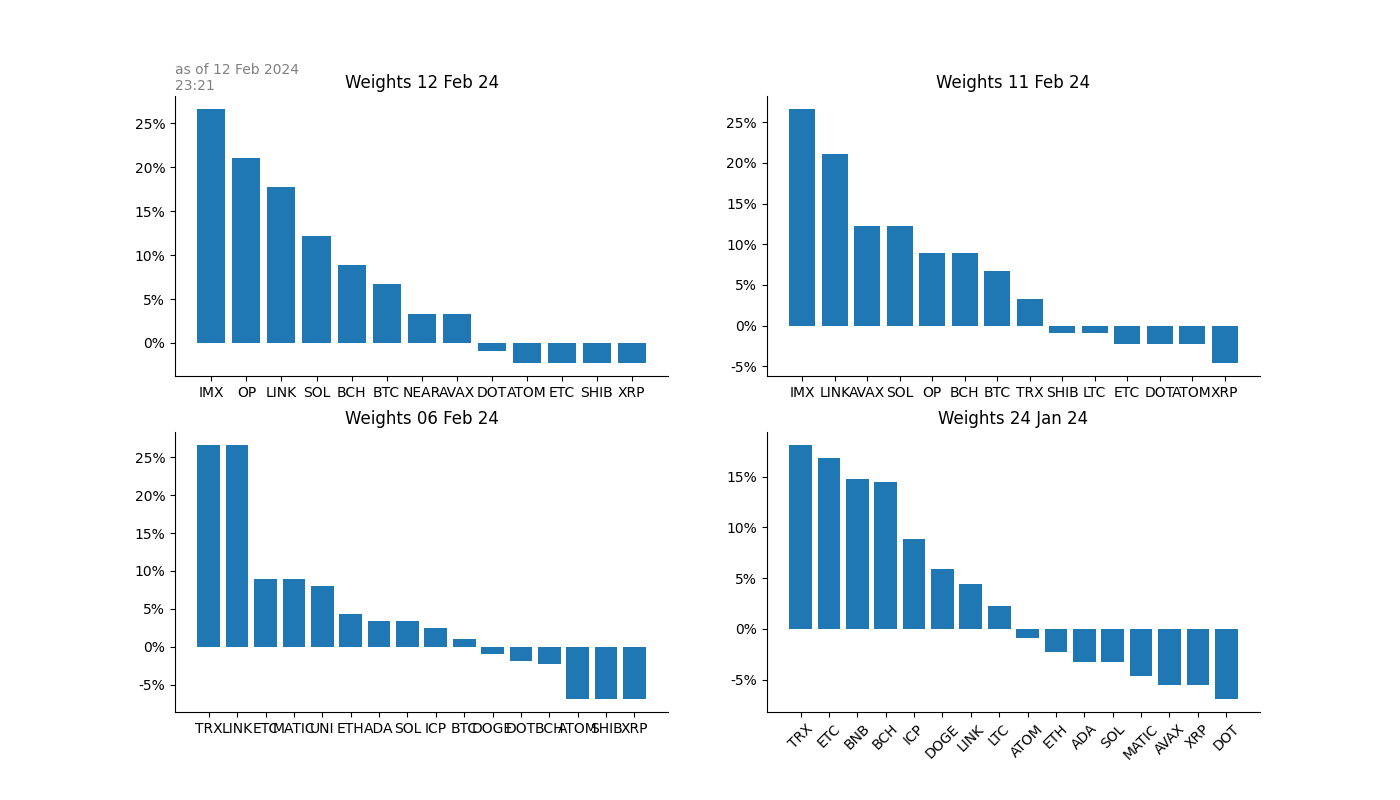 as of 12 Feb 2024
23:21
Weights 12 Feb 24
25%
20%
15%
10%
5%
0%
IMX OP LINK SOL BCH BTC NEAR AVAX DOT ATOM ETC SHIB XRP
Weights 11 Feb 24
25%
20%
15%
10%
5%
0%
-5%
IMX LINK AVAX SOL OP BCH BTC TRX SHIB LTC ETC DOT ATOM XRP
Weights 06 Feb 24
25%
20%
15%
10%
5%
0%
-5%
TRX LINK ETC MATIC UNI ETH ADA SOL ICP BTC DOGE DOT BCH ATOM SHIB XRP
Weights 24 Jan 24
15%
10%
5%
0%
-5%
TRX ETC BNB BCH ICP DOGE LINK LTC ATOM ETH ADA SOL MATIC AVAX XRP DOT